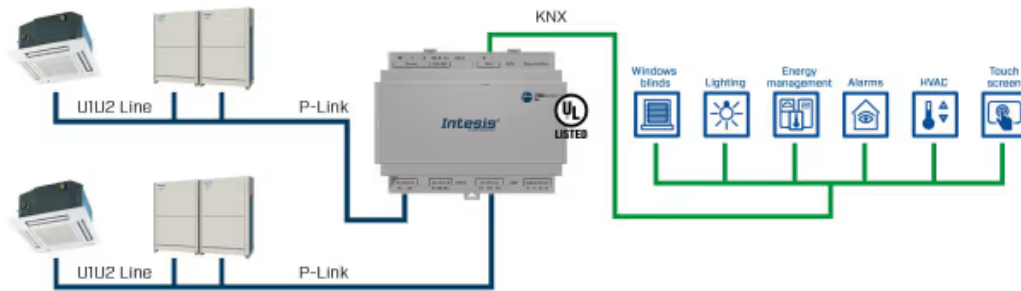 KNX
Windows
blinds
Lighting
Energy
management
Alarms
HVAC
Touch
screen
U1U2 Line
P-Link
Intesis
UL
LISTED
U1U2 Line
P-Link